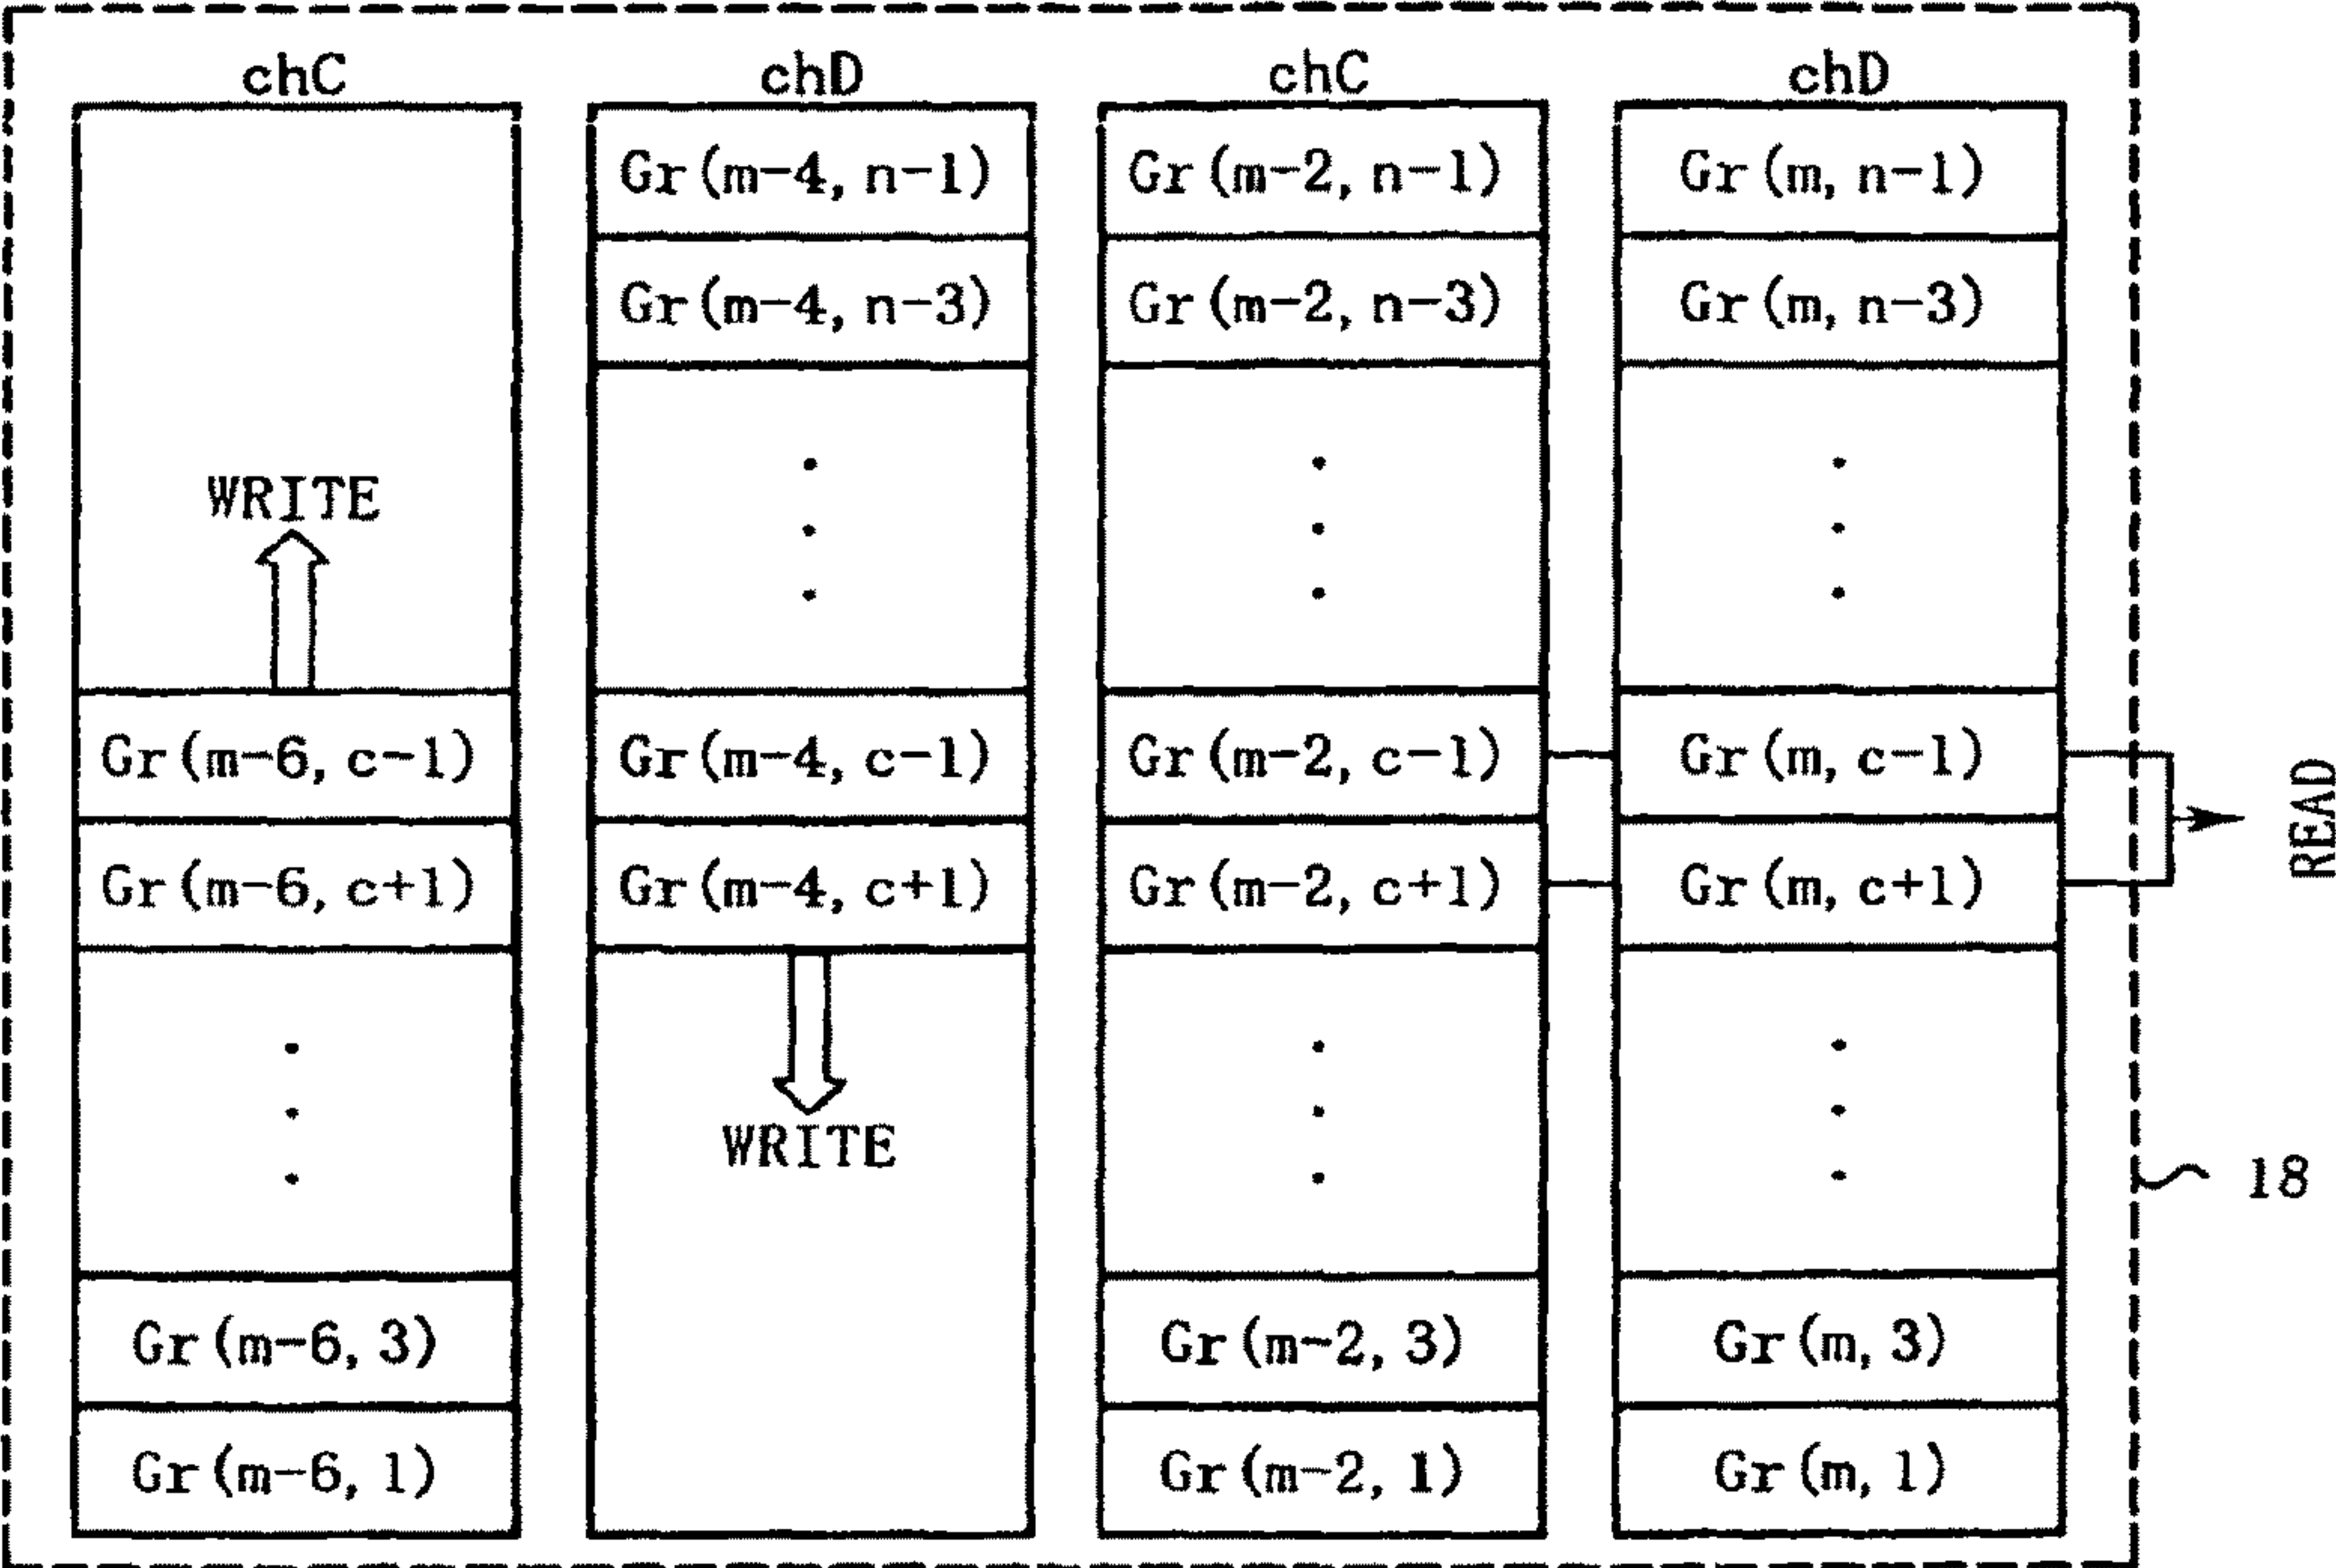 chC chD chC chD
Gr(m-4, n-1) Gr(m-2, n-1) Gr(m, n-1)
Gr(m-4, n-3) Gr(m-2, n-3) Gr(m, n-3)
WRITE
Gr(m-6, c-1) Gr(m-4, c-1) Gr(m-2, c-1) Gr(m, c-1)
READ
Gr(m-6, c+1) Gr(m-4, c+1) Gr(m-2, c+1) Gr(m, c+1)
WRITE
18
Gr(m-6, 3) Gr(m-2, 3) Gr(m, 3)
Gr(m-6, 1) Gr(m-2, 1) Gr(m, 1)